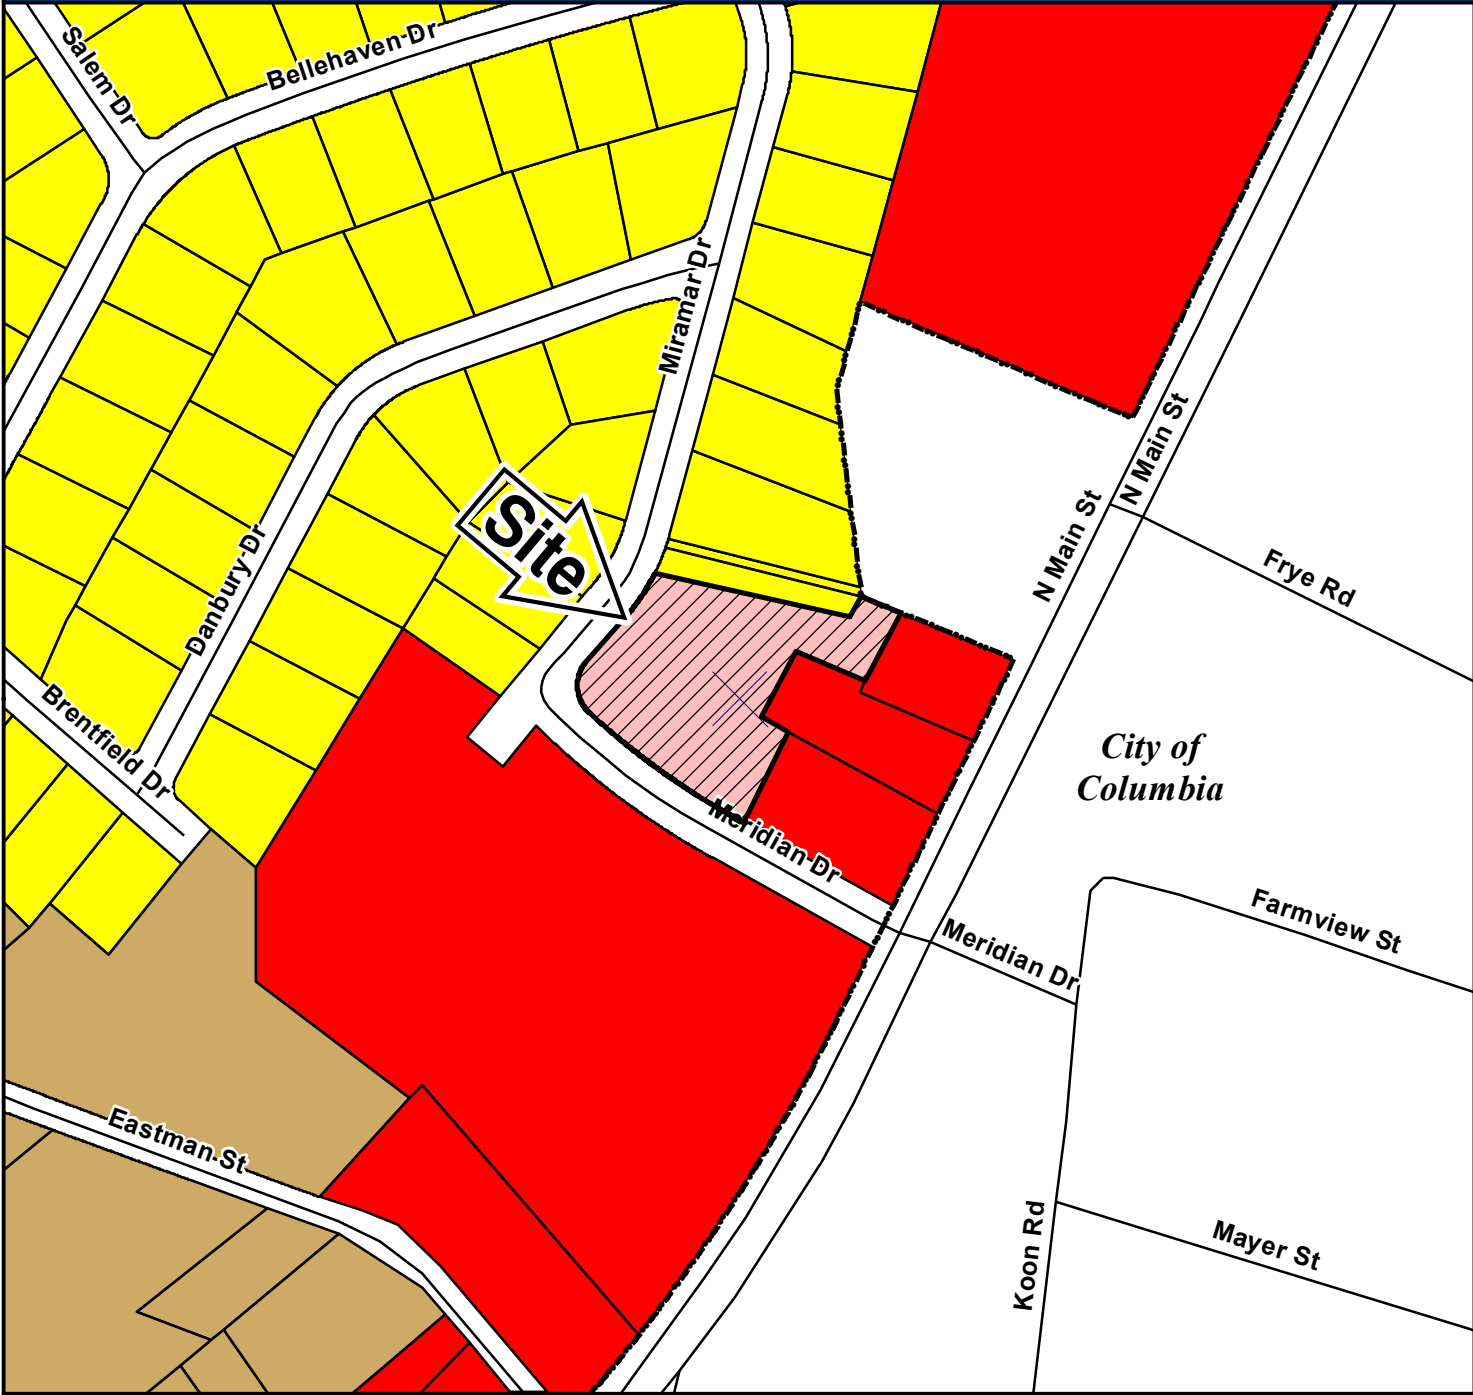 Salem Dr
Bellehaven Dr
Miramar Dr
N Main St
N Main St
Site
Frye Rd
Danbury Dr
Brentfield Dr
City of
Columbia
Meridian Dr
Farmview St
Meridian Dr
Eastman St
Koon Rd
Mayer St